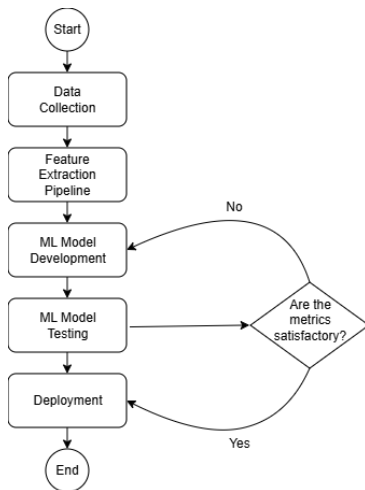 Start
Data
Collection
Feature
Extraction
Pipeline
No
ML Model
Development
ML Model
Testing
Are the
metrics
satisfactory?
Deployment
Yes
End